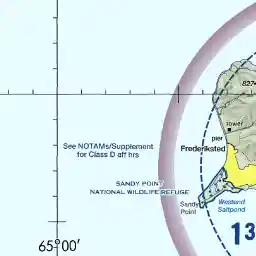 827
tower
pier
Frederiksted
See NOTAMs/Supplement
for Class D eff hrs
SANDY POINT
NATIONAL WILDLIFE REFUGE
Sandy
Point
Westend
Saltpond
13
65°00'